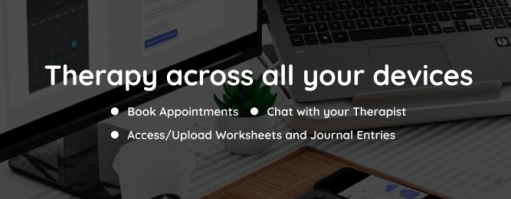 Therapy across all your devices
● Book Appointments ● Chat with your Therapist
● Access/Upload Worksheets and Journal Entries